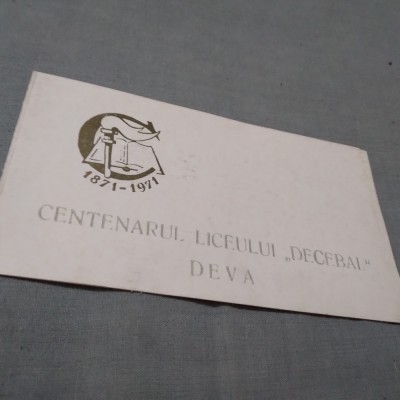 1871-1971
CENTENARUL LICEULUI „DECEBAL"
DEVA